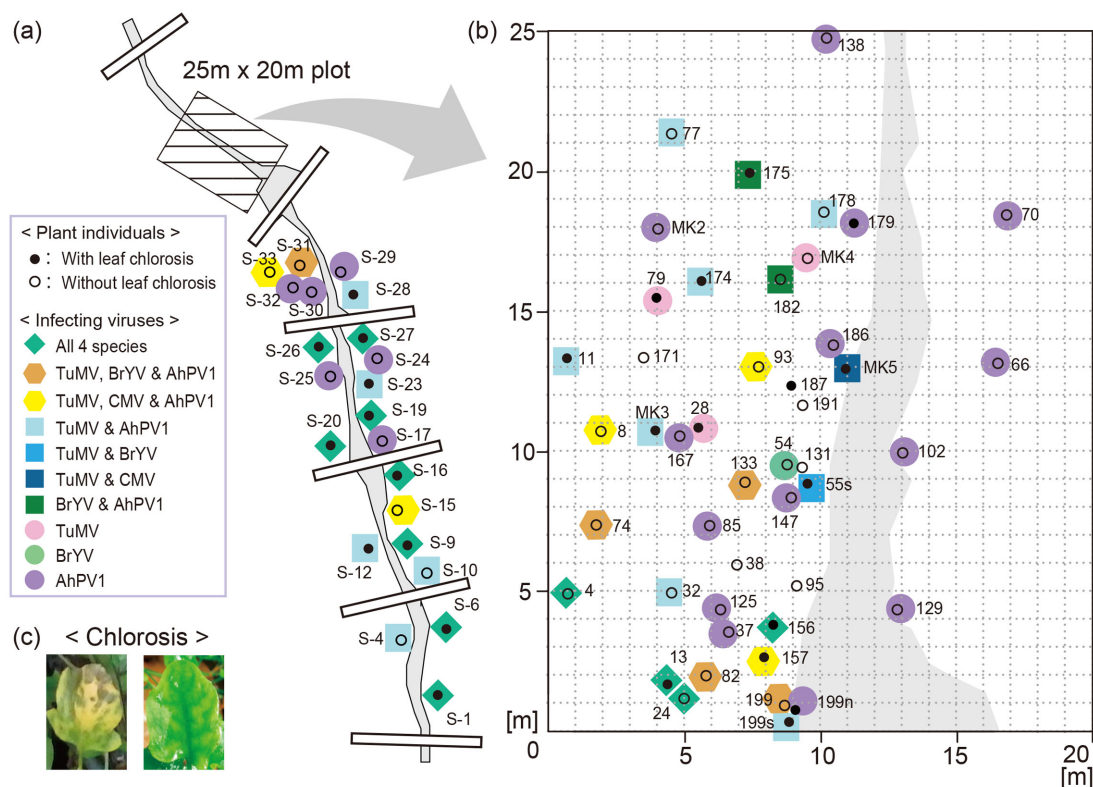 (a)
25m x 20m plot
S-31
S-33
S-29
S-32
S-30
S-28
S-27
S-26
S-24
S-25
S-23
S-19
S-20
S-17
S-16
S-15
S-9
S-12
S-10
S-6
S-4
S-1
< Plant individuals >
: With leaf chlorosis
: Without leaf chlorosis
< Infecting viruses >
All 4 species
TuMV, BrYV & AhPV1
TuMV, CMV & AhPV1
TuMV & AhPV1
TuMV & BrYV
TuMV & CMV
BrYV & AhPV1
TuMV
BrYV
AhPV1
(c)
< Chlorosis >
(b)
25
20
15
10
5
[m]
0
5
10
15
20
[m]
138
77
175
178
179
70
MK2
MK4
79
174
182
186
11
171
93
MK5
66
187
191
MK3
28
8
167
54
131
102
133
55s
74
85
147
38
95
4
32
125
129
37
156
13
157
82
24
199
199n
199s